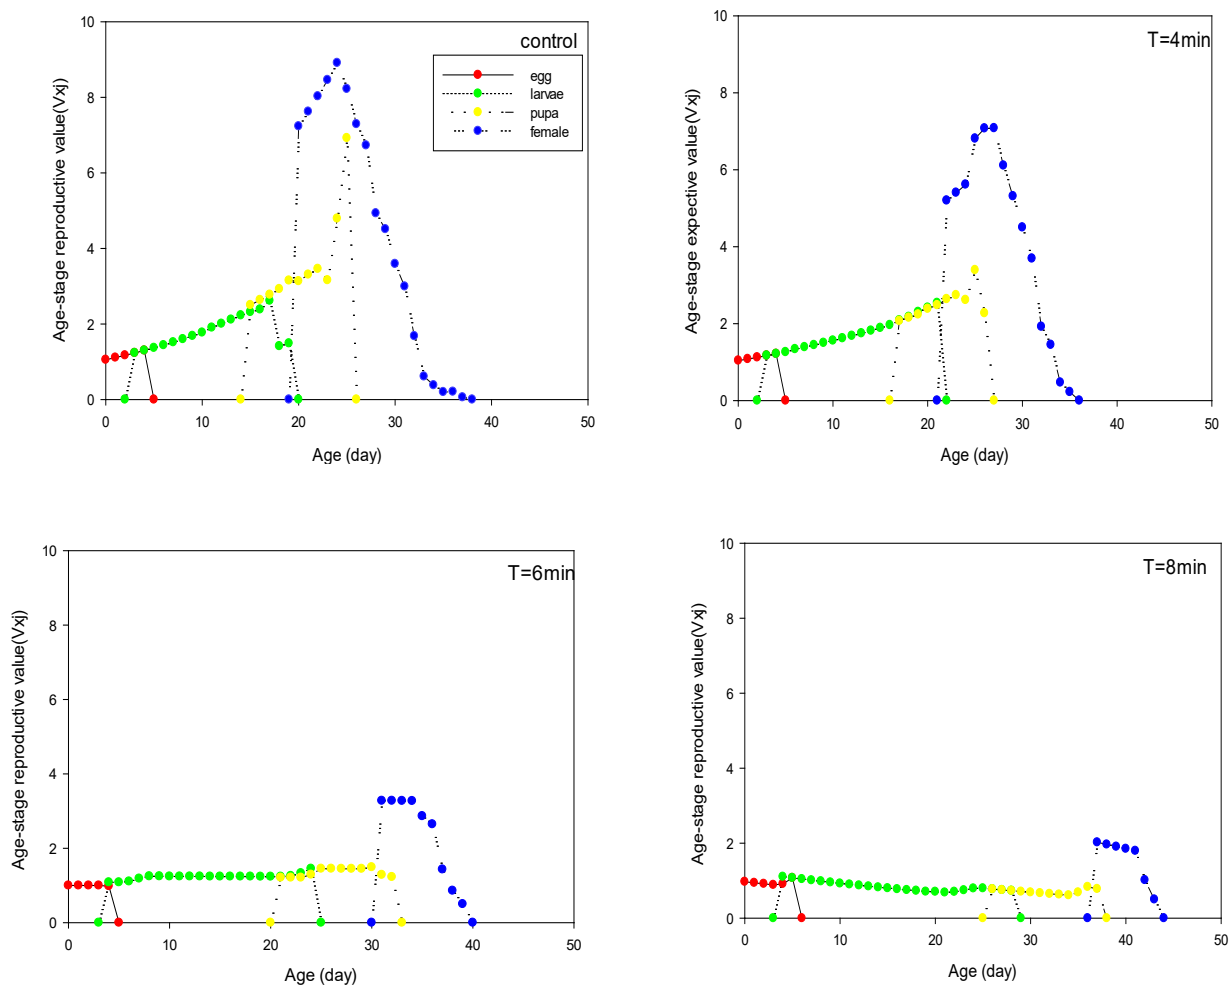 control
egg
larvae
pupa
female
Age-stage reproductive value(Vxj)
10
8
6
4
2
0
0 10 20 30 40 50
Age (day)
T=4min
Age-stage expective value(Vxj)
10
8
6
4
2
0
0 10 20 30 40 50
Age (day)
T=6min
Age-stage reproductive value(Vxj)
10
8
6
4
2
0
0 10 20 30 40 50
Age (day)
T=8min
Age-stage reproductive value(Vxj)
10
8
6
4
2
0
0 10 20 30 40 50
Age (day)